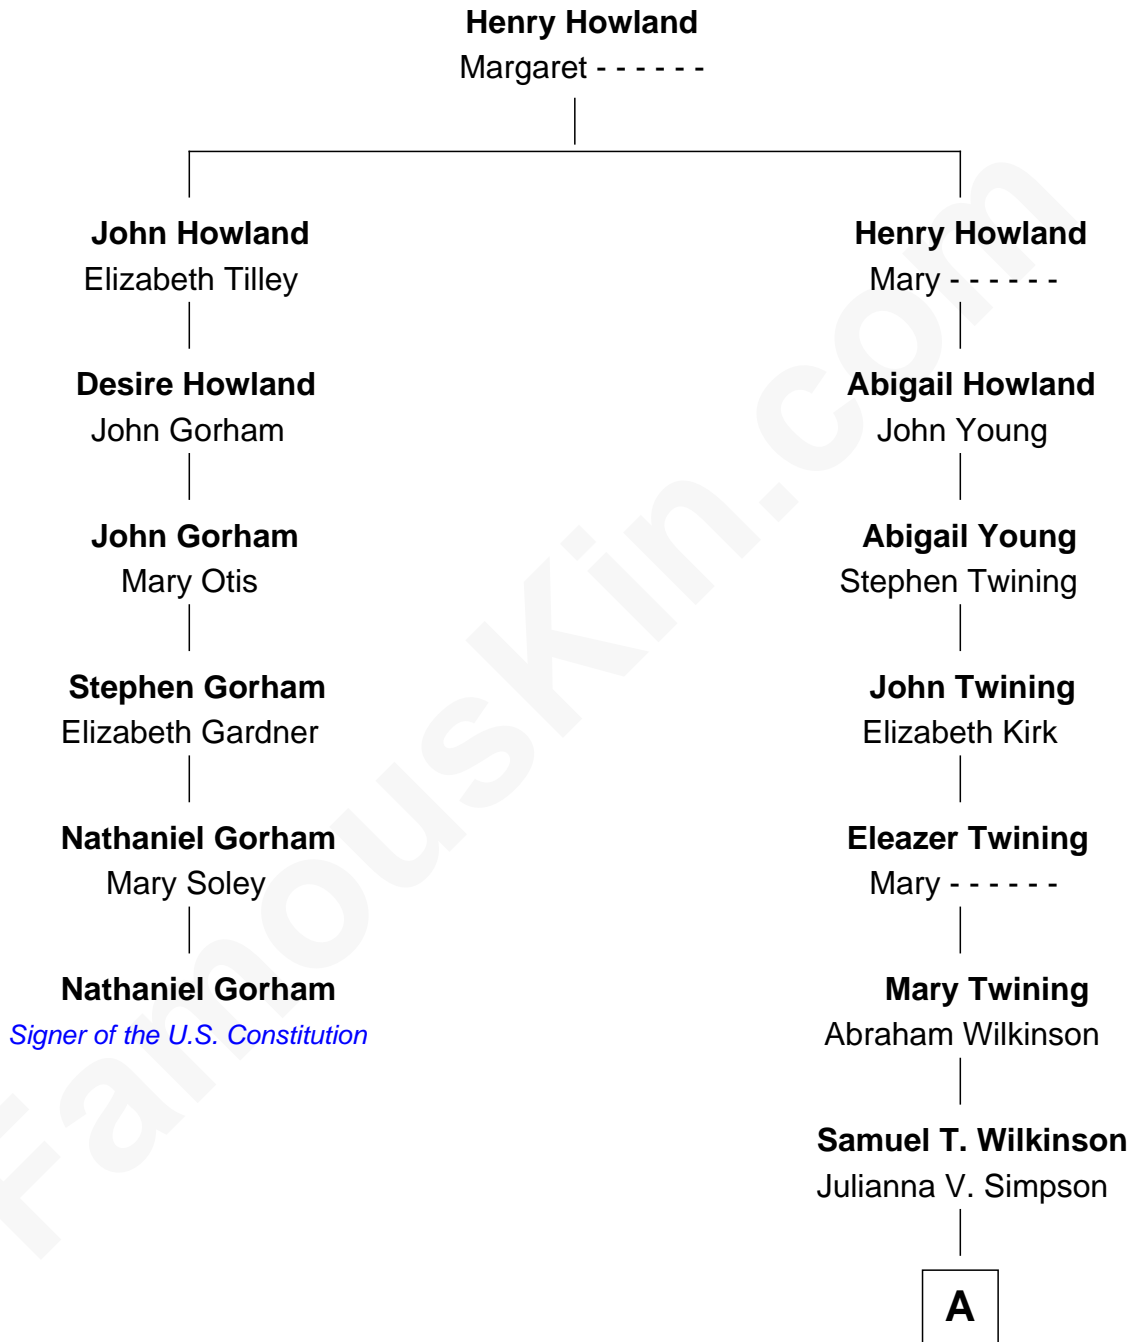 Henry Howland
Margaret - - - - - -
John Howland
Elizabeth Tilley
Desire Howland
John Gorham
John Gorham
Mary Otis
Stephen Gorham
Elizabeth Gardner
Nathaniel Gorham
Mary Soley
Nathaniel Gorham
Signer of the U.S. Constitution
Henry Howland
Mary - - - - - -
Abigail Howland
John Young
Abigail Young
Stephen Twining
John Twining
Elizabeth Kirk
Eleazer Twining
Mary - - - - - -
Mary Twining
Abraham Wilkinson
Samuel T. Wilkinson
Julianna V. Simpson
A
FamousKin.com